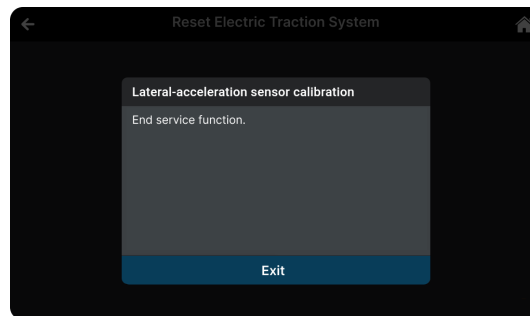 Reset Electric Traction System
Lateral-acceleration sensor calibration
End service function.
Exit